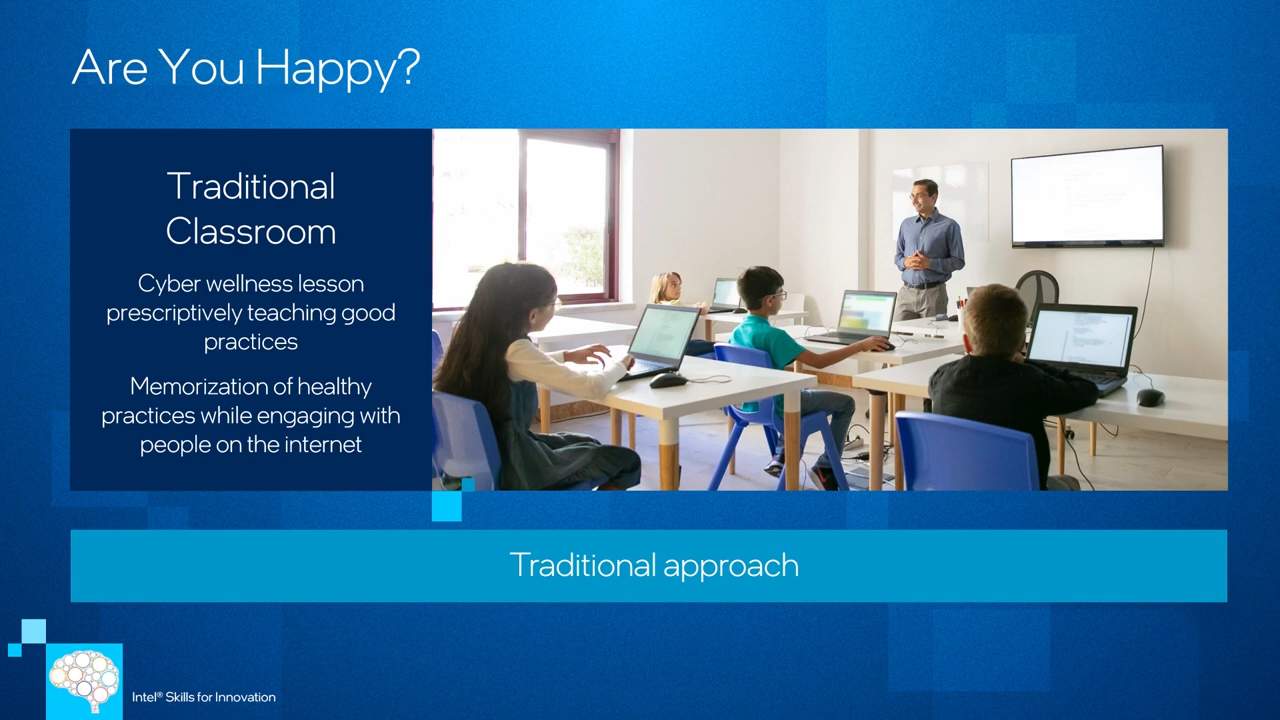 Are You Happy?
Traditional
Classroom
Cyber wellness lesson
prescriptively teaching good
practices
Memorization of healthy
practices while engaging with
people on the internet
Traditional approach
Intel® Skills for Innovation